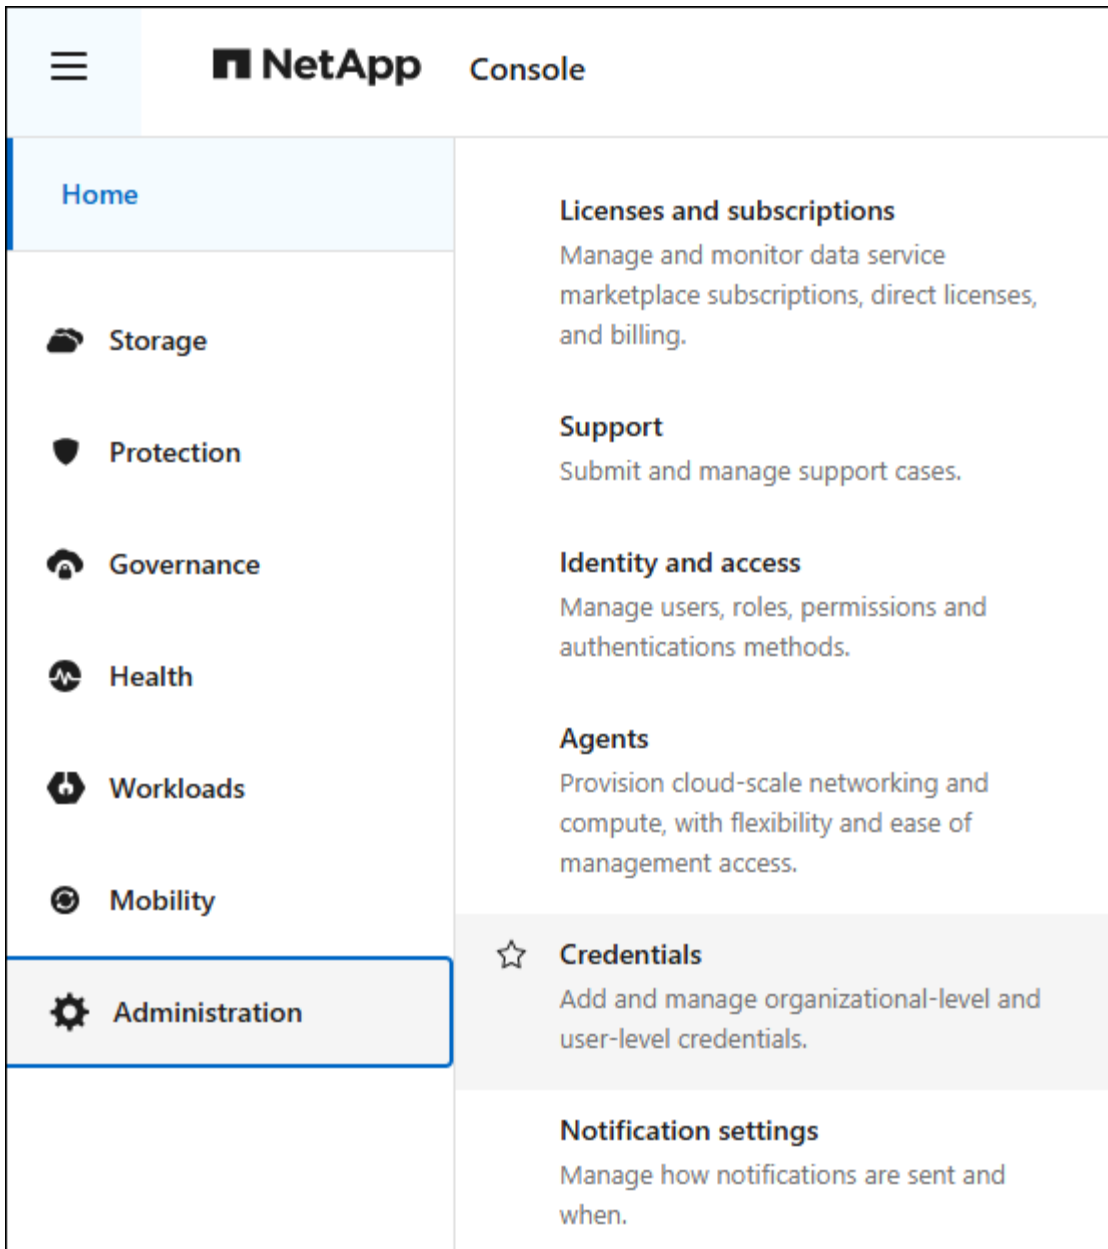 NetApp Console
Home
Storage
Protection
Governance
Health
Workloads
Mobility
Administration
Licenses and subscriptions
Manage and monitor data service
marketplace subscriptions, direct licenses,
and billing.
Support
Submit and manage support cases.
Identity and access
Manage users, roles, permissions and
authentications methods.
Agents
Provision cloud-scale networking and
compute, with flexibility and ease of
management access.
Credentials
Add and manage organizational-level and
user-level credentials.
Notification settings
Manage how notifications are sent and
when.